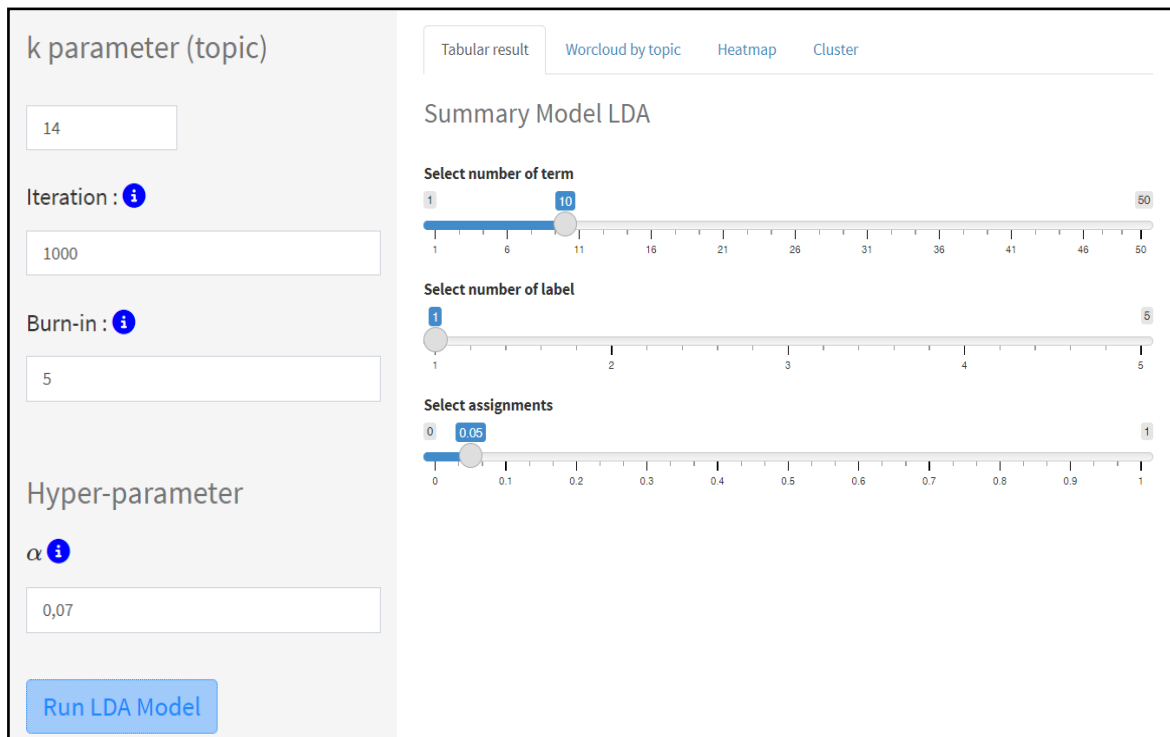 k parameter (topic)
14
Iteration : i
1000
Burn-in : i
5
Hyper-parameter
α i
0,07
Run LDA Model
Tabular result Worcloud by topic Heatmap Cluster
Summary Model LDA
Select number of term
1 10 50
1 6 11 16 21 26 31 36 41 46 50
Select number of label
1 5
1 2 3 4 5
Select assignments
0 0.05 1
0 0.1 0.2 0.3 0.4 0.5 0.6 0.7 0.8 0.9 1